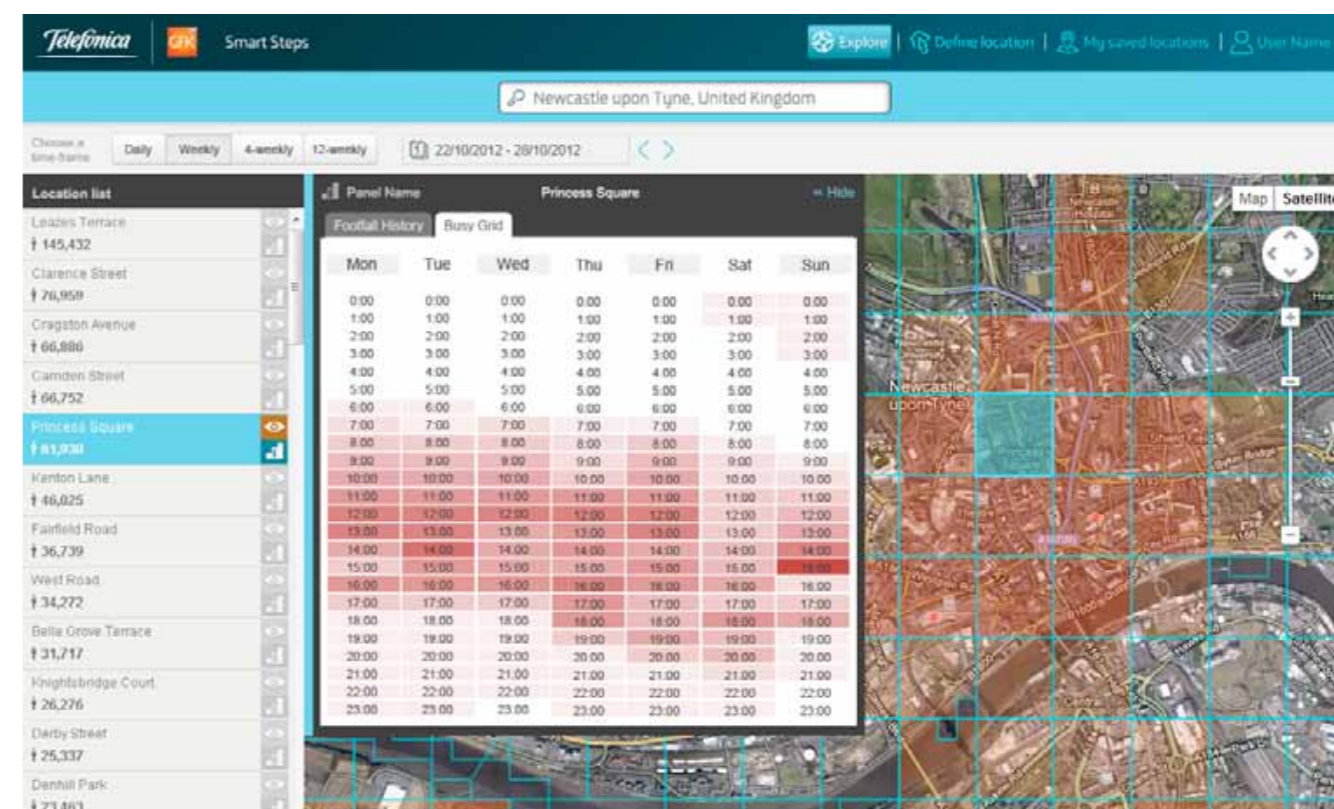 Telefónica GfK Smart Steps Explore | Define location | My saved locations | User Name
Newcastle upon Tyne, United Kingdom
Choose a
time-frame Daily Weekly 4-weekly 12-weekly 22/10/2012 - 28/10/2012
Location list
Leazes Terrace
145,432
Clarence Street
76,959
Cragston Avenue
66,886
Camden Street
66,752
Princess Square
61,930
Kenton Lane
46,025
Fairfield Road
36,739
West Road
34,272
Bella Grove Terrace
31,717
Knightsbridge Court
26,276
Derby Street
25,337
Denhill Park
23,463
Panel Name Princess Square « Hide
Footfall History Busy Grid
Mon Tue Wed Thu Fri Sat Sun
0:00 0:00 0:00 0:00 0:00 0:00 0:00
1:00 1:00 1:00 1:00 1:00 1:00 1:00
2:00 2:00 2:00 2:00 2:00 2:00 2:00
3:00 3:00 3:00 3:00 3:00 3:00 3:00
4:00 4:00 4:00 4:00 4:00 4:00 4:00
5:00 5:00 5:00 5:00 5:00 5:00 5:00
6:00 6:00 6:00 6:00 6:00 6:00 6:00
7:00 7:00 7:00 7:00 7:00 7:00 7:00
8:00 8:00 8:00 8:00 8:00 8:00 8:00
9:00 9:00 9:00 9:00 9:00 9:00 9:00
10:00 10:00 10:00 10:00 10:00 10:00 10:00
11:00 11:00 11:00 11:00 11:00 11:00 11:00
12:00 12:00 12:00 12:00 12:00 12:00 12:00
13:00 13:00 13:00 13:00 13:00 13:00 13:00
14:00 14:00 14:00 14:00 14:00 14:00 14:00
15:00 15:00 15:00 15:00 15:00 15:00 15:00
16:00 16:00 16:00 16:00 16:00 16:00 16:00
17:00 17:00 17:00 17:00 17:00 17:00 17:00
18:00 18:00 18:00 18:00 18:00 18:00 18:00
19:00 19:00 19:00 19:00 19:00 19:00 19:00
20:00 20:00 20:00 20:00 20:00 20:00 20:00
21:00 21:00 21:00 21:00 21:00 21:00 21:00
22:00 22:00 22:00 22:00 22:00 22:00 22:00
23:00 23:00 23:00 23:00 23:00 23:00 23:00
Map Satellite
Newcastle
Hospital
Newcastle
upon Tyne
Shield Field